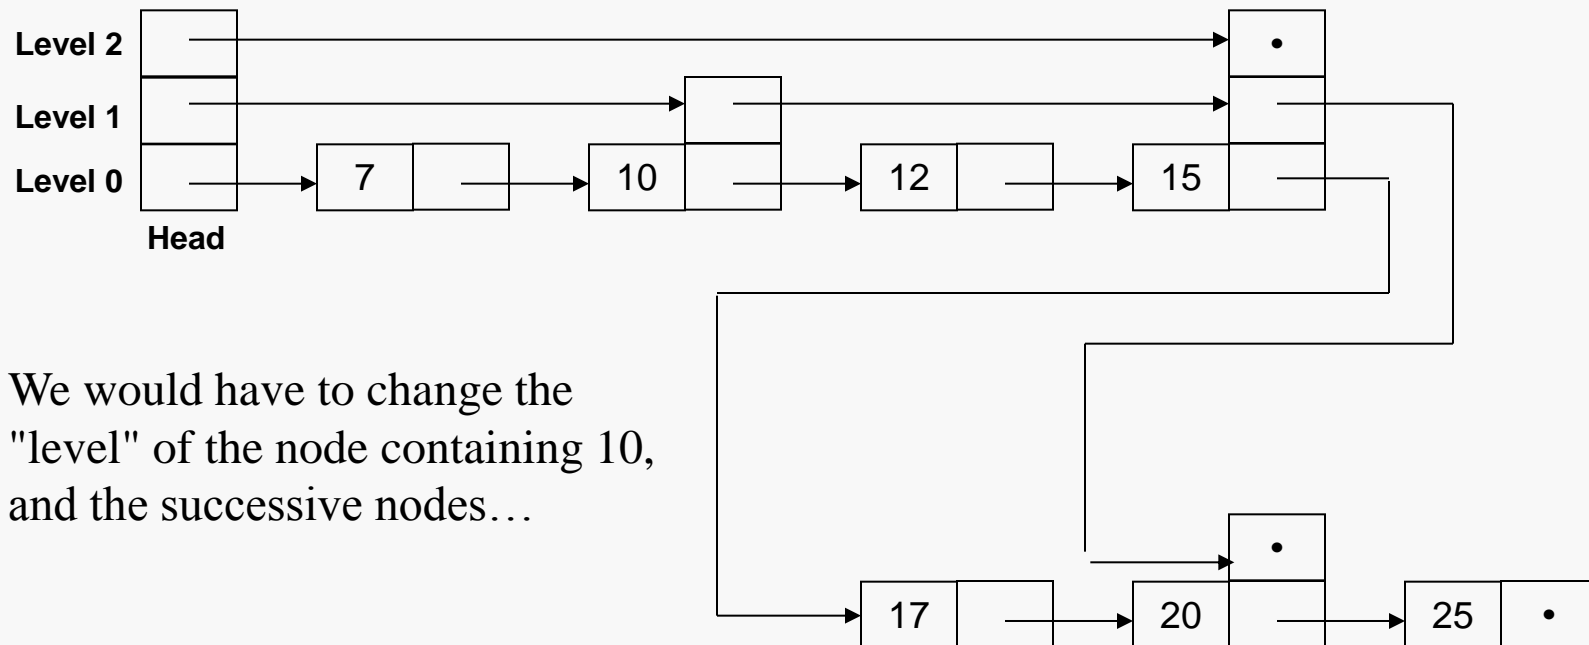 Level 2
•
Level 1
Level 0
7
10
12
15
Head
We would have to change the
"level" of the node containing 10,
and the successive nodes…
•
17
20
25
•